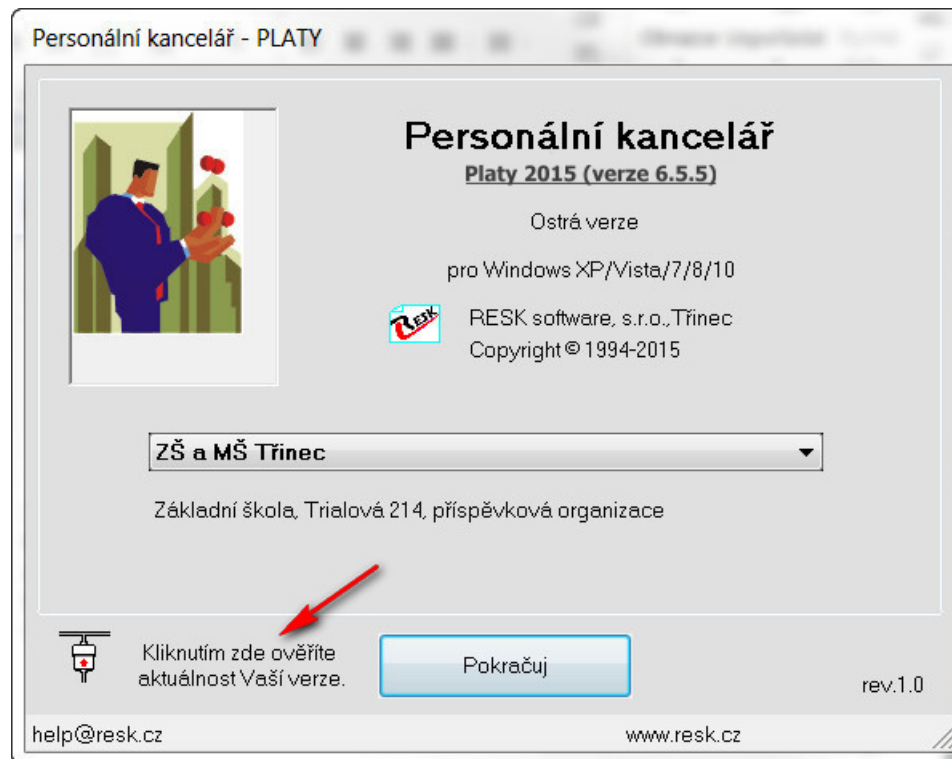 Personální kancelář - PLATY
Personální kancelář
Platy 2015 (verze 6.5.5)
Ostrá verze
pro Windows XP/Vista/7/8/10
RESK
RESK software, s.r.o.,Třinec
Copyright © 1994-2015
ZŠ a MŠ Třinec
Základní škola, Trialová 214, příspěvková organizace
Kliknutím zde ověříte
aktuálnost Vaší verze.
Pokračuj
rev.1.0
help@resk.cz
www.resk.cz